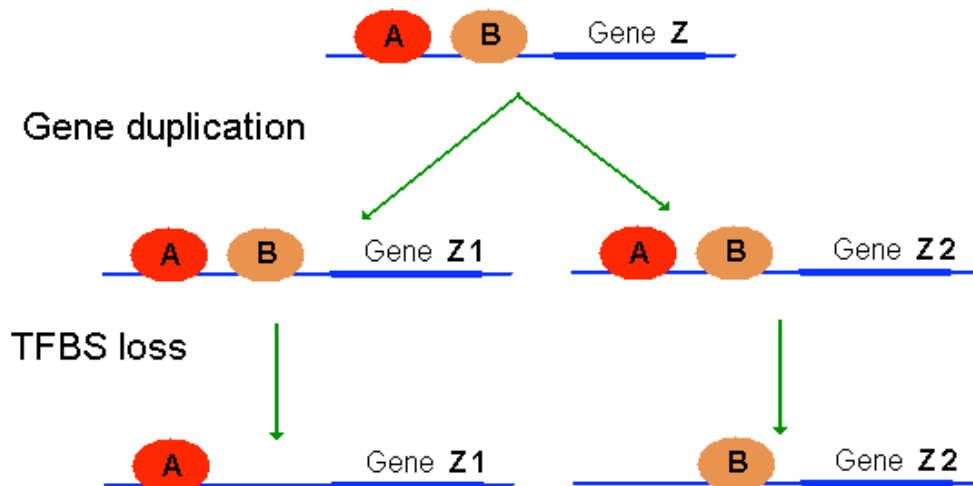 A B Gene Z
Gene duplication
A B Gene Z1 A B Gene Z2
TFBS loss
A Gene Z1 B Gene Z2